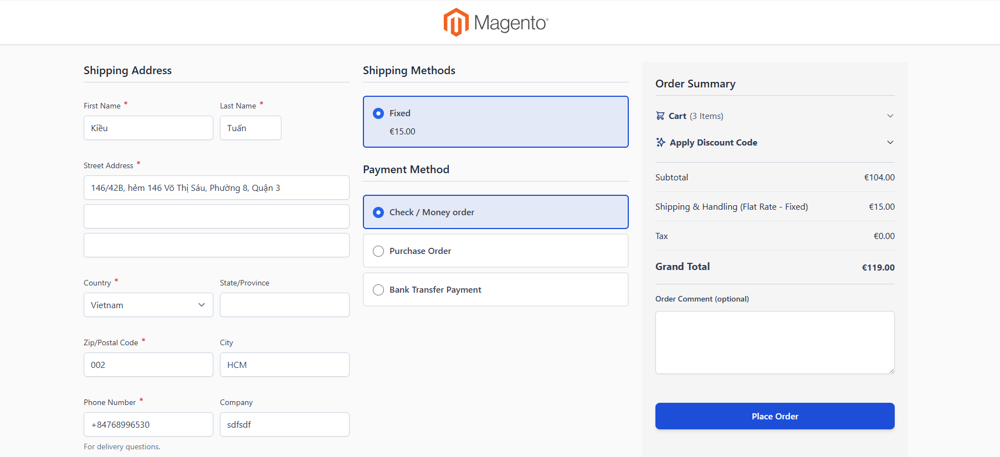 Magento
Shipping Address
First Name *
Last Name *
Kiều
Tuấn
Street Address *
146/42B, hẻm 146 Võ Thị Sáu, Phường 8, Quận 3
Country *
State/Province
Vietnam
Zip/Postal Code *
City
002
HCM
Phone Number *
Company
+84768996530
sdfsdf
For delivery questions.
Shipping Methods
Fixed
€15.00
Payment Method
Check / Money order
Purchase Order
Bank Transfer Payment
Order Summary
Cart (3 Items)
Apply Discount Code
Subtotal €104.00
Shipping & Handling (Flat Rate - Fixed) €15.00
Tax €0.00
Grand Total €119.00
Order Comment (optional)
Place Order